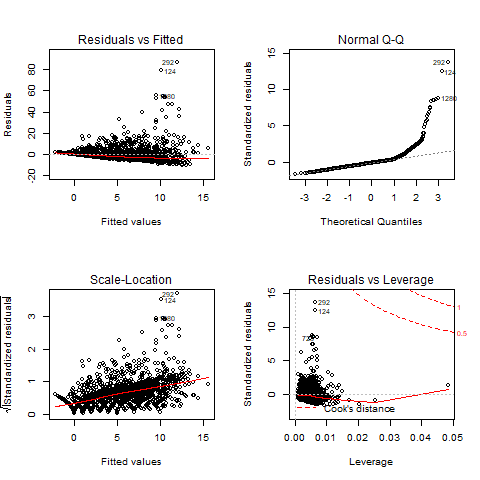 Residuals vs Fitted
Residuals
-20 0 20 40 60 80
292
124
0 5 10 15
Fitted values
Normal Q-Q
Standardized residuals
0 5 10 15
292
124
1280
-3 -2 -1 0 1 2 3
Theoretical Quantiles
Scale-Location
√|Standardized residuals|
0 1 2 3
292
124
0 5 10 15
Fitted values
Residuals vs Leverage
Standardized residuals
0 5 10 15
292
124
1
0.5
Cook's distance
0.00 0.01 0.02 0.03 0.04 0.05
Leverage